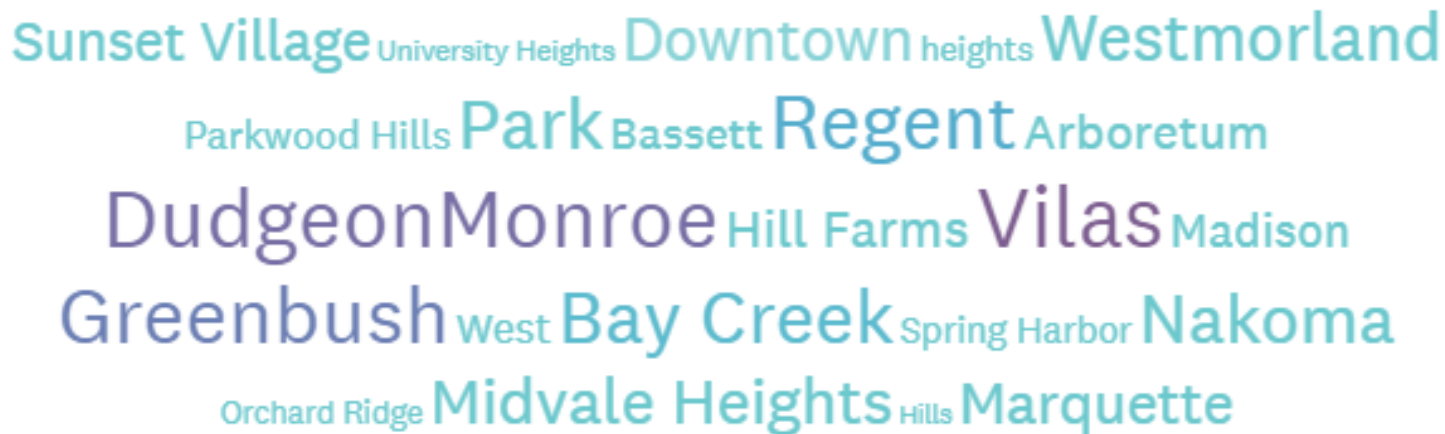 Sunset Village University Heights Downtown heights Westmorland
Parkwood Hills Park Bassett Regent Arboretum
DudgeonMonroe Hill Farms Vilas Madison
Greenbush West Bay Creek Spring Harbor Nakoma
Orchard Ridge Midvale Heights Hills Marquette